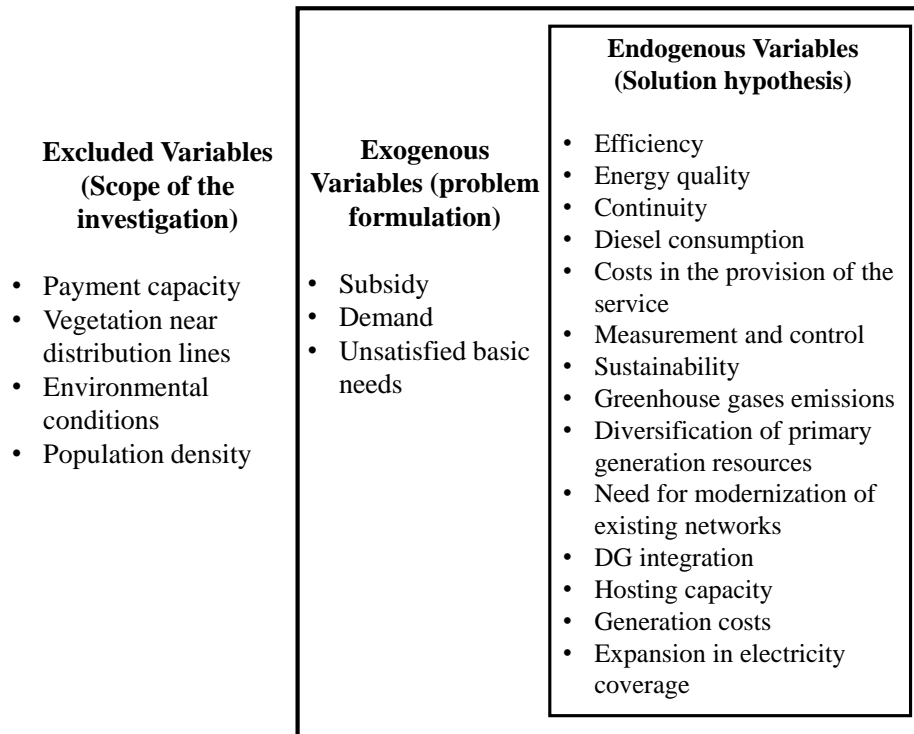 Excluded Variables
(Scope of the
investigation)
• Payment capacity
• Vegetation near
distribution lines
• Environmental
conditions
• Population density
Exogenous
Variables (problem
formulation)
• Subsidy
• Demand
• Unsatisfied basic
needs
Endogenous Variables
(Solution hypothesis)
• Efficiency
• Energy quality
• Continuity
• Diesel consumption
• Costs in the provision of the
service
• Measurement and control
• Sustainability
• Greenhouse gases emissions
• Diversification of primary
generation resources
• Need for modernization of
existing networks
• DG integration
• Hosting capacity
• Generation costs
• Expansion in electricity
coverage